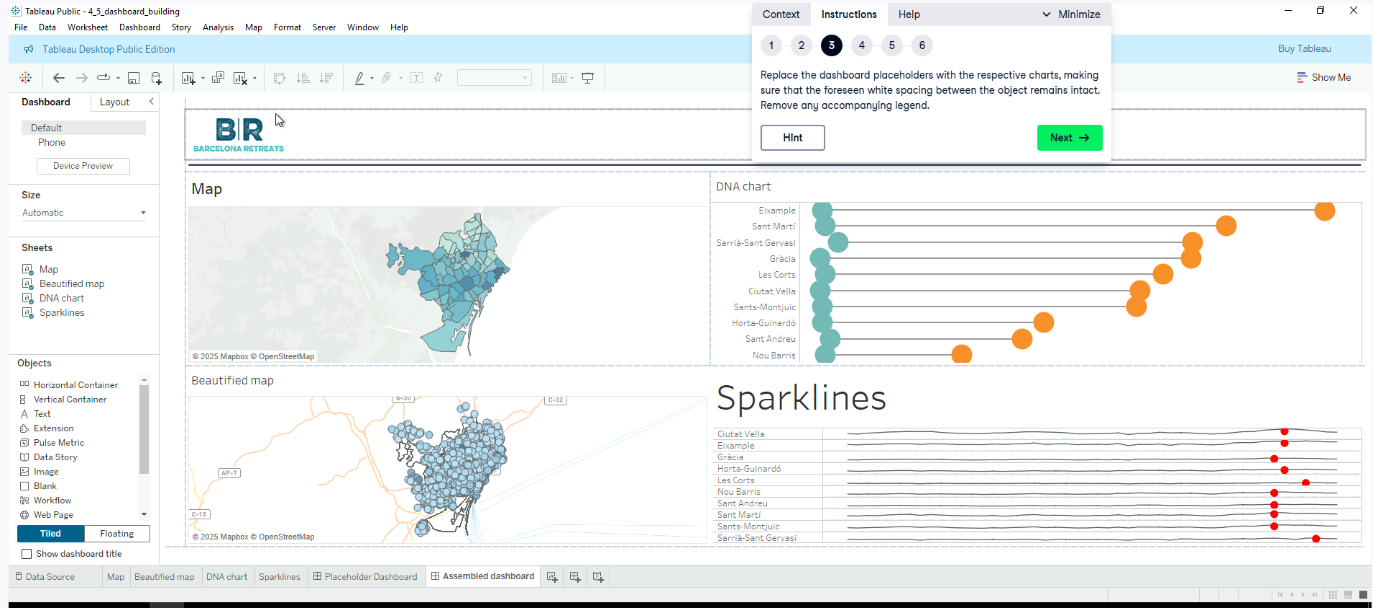 Tableau Public - 4_5_dashboard_building
File Data Worksheet Dashboard Story Analysis Map Format Server Window Help
Tableau Desktop Public Edition
Buy Tableau
Show Me
Context Instructions Help Minimize
1 2 3 4 5 6
Replace the dashboard placeholders with the respective charts, making
sure that the foreseen white spacing between the object remains intact.
Remove any accompanying legend.
Hint
Next →
Dashboard Layout
Default
Phone
Device Preview
Size
Automatic
Sheets
Map
Beautified map
DNA chart
Sparklines
Objects
Horizontal Container
Vertical Container
Text
Extension
Pulse Metric
Data Story
Image
Blank
Workflow
Web Page
Tiled Floating
Show dashboard title
B|R
BARCELONA RETREATS
Map
© 2025 Mapbox © OpenStreetMap
DNA chart
Eixample
Sant Martí
Sarrià-Sant Gervasi
Gràcia
Les Corts
Ciutat Vella
Sants-Montjuïc
Horta-Guinardó
Sant Andreu
Nou Barris
Beautified map
B-30
C-32
AP-7
C-15
© 2025 Mapbox © OpenStreetMap
Sparklines
Ciutat Vella
Eixample
Gràcia
Horta-Guinardó
Les Corts
Nou Barris
Sant Andreu
Sant Martí
Sants-Montjuïc
Sarrià-Sant Gervasi
Data Source Map Beautified map DNA chart Sparklines Placeholder Dashboard Assembled dashboard